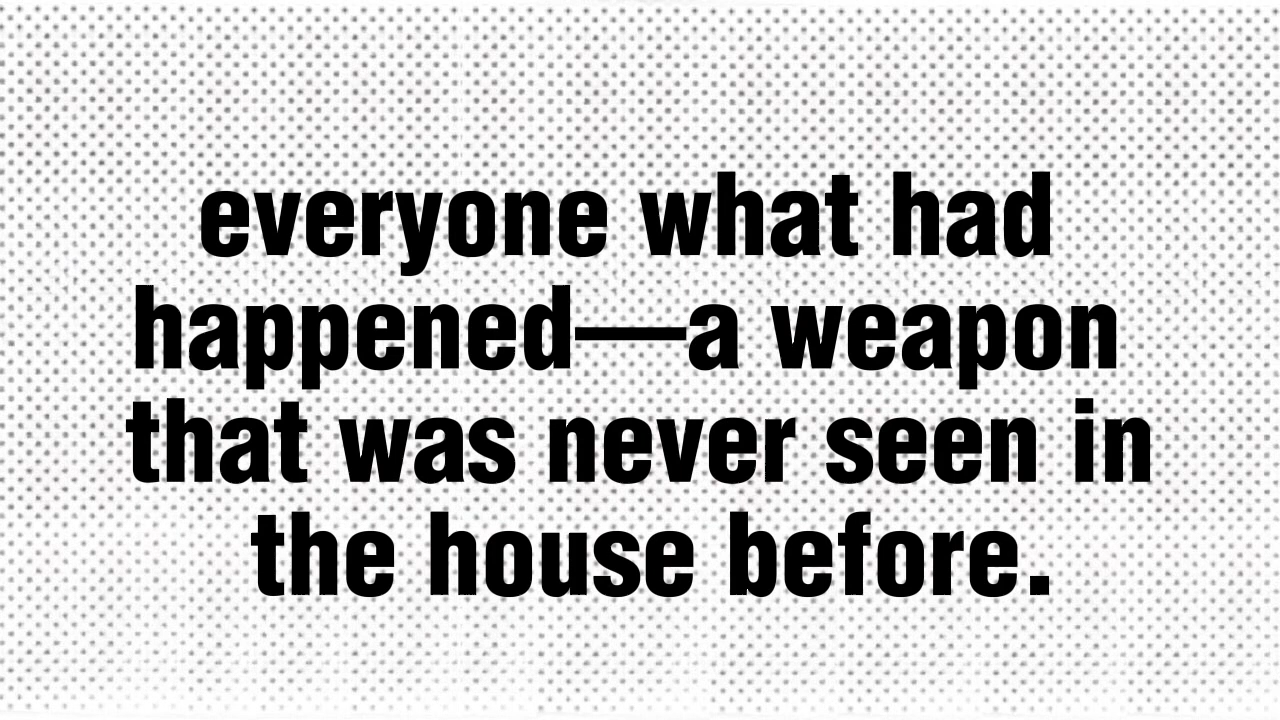 everyone what had
happened—a weapon
that was never seen in
the house before.